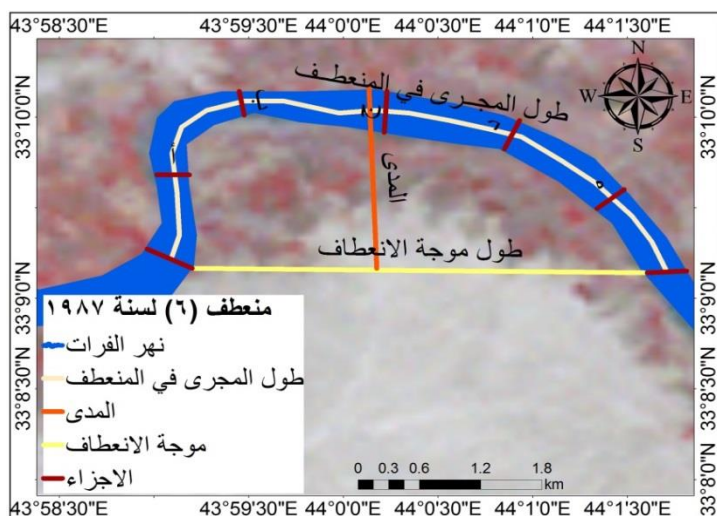 43°58'30"E 43°59'30"E 44°0'0"E 44°0'30"E 44°1'0"E 44°1'30"E
N
W E
S
33°10'0"N
33°10'0"N
طول المجرى في المنعطف
أ
ب
د
ه
المدى
طول موجة الانعطاف
33°9'0"N
33°9'0"N
33°8'30"N
33°8'30"N
33°8'0"N
33°8'0"N
منعطف (٦) لسنة ١٩٨٧
نهر الفرات
طول المجرى في المنعطف
المدى
موجة الانعطاف
الاجزاء
0 0.3 0.6 1.2 1.8
km
43°58'30"E 43°59'30"E 44°0'0"E 44°0'30"E 44°1'0"E 44°1'30"E